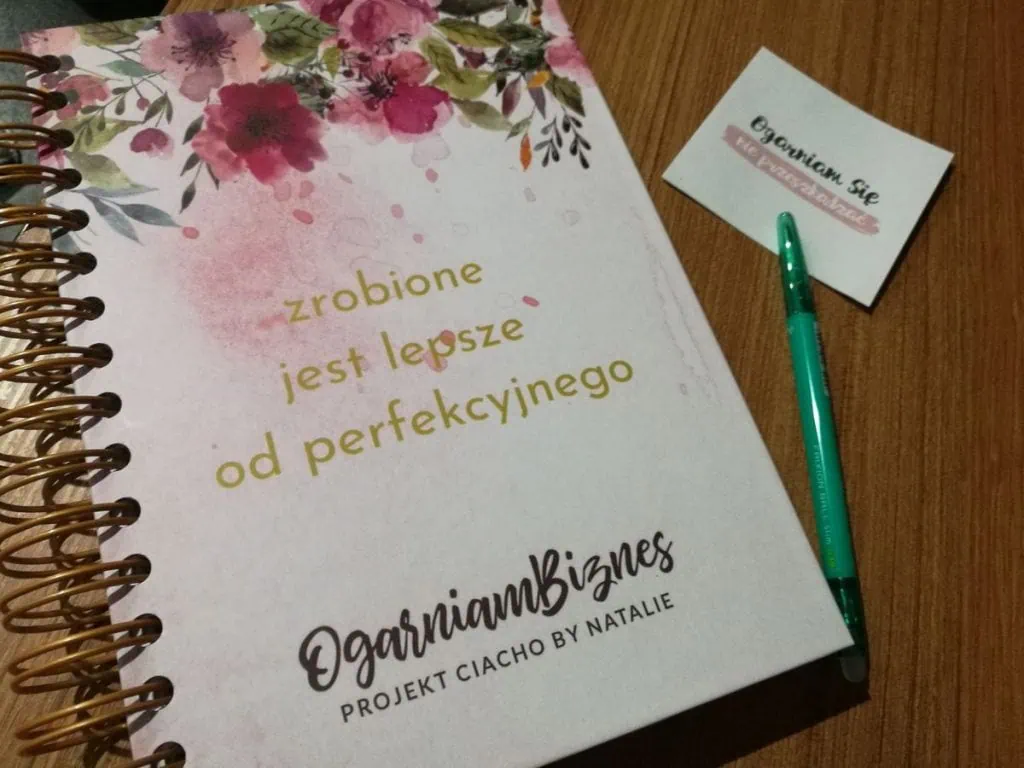 zrobione
jest lepsze
od perfekcyjnego
OgarniamBiznes
PROJEKT CIACHO BY NATALIE
Ogarniam Się
nie przeszkadzać